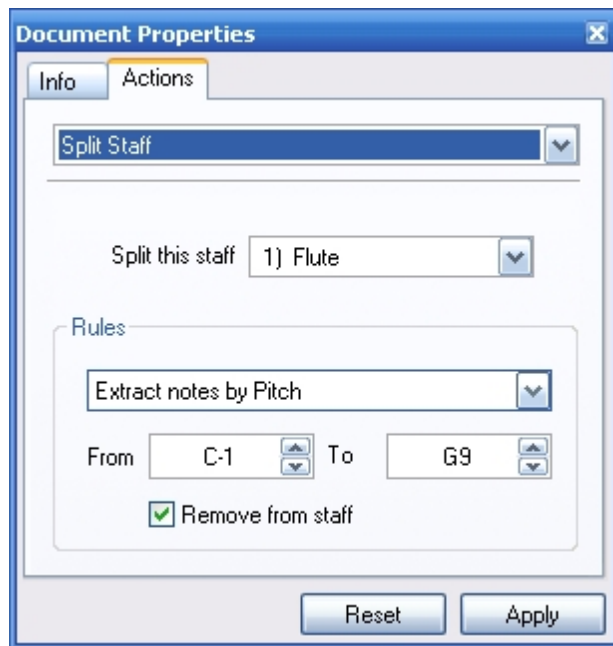 Document Properties
Info Actions
Split Staff
Split this staff 1) Flute
Rules
Extract notes by Pitch
From C-1 To G9
Remove from staff
Reset Apply